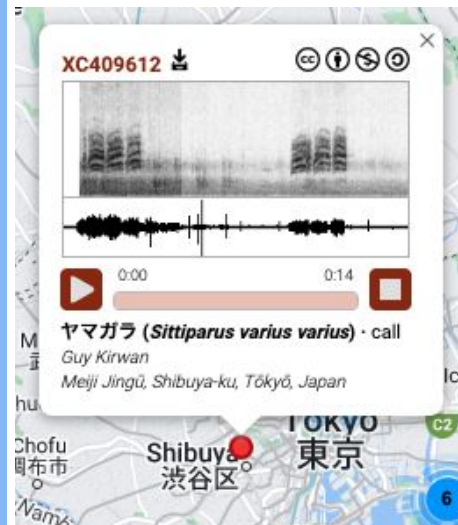 XC409612
0:00 0:14
ヤマガラ (Sittiparus varius varius) · call
Guy Kirwan
Meiji Jingū, Shibuya-ku, Tōkyō, Japan
C2
Chofu
調布市
Shibuya
渋谷区
TOKYO
東京
6